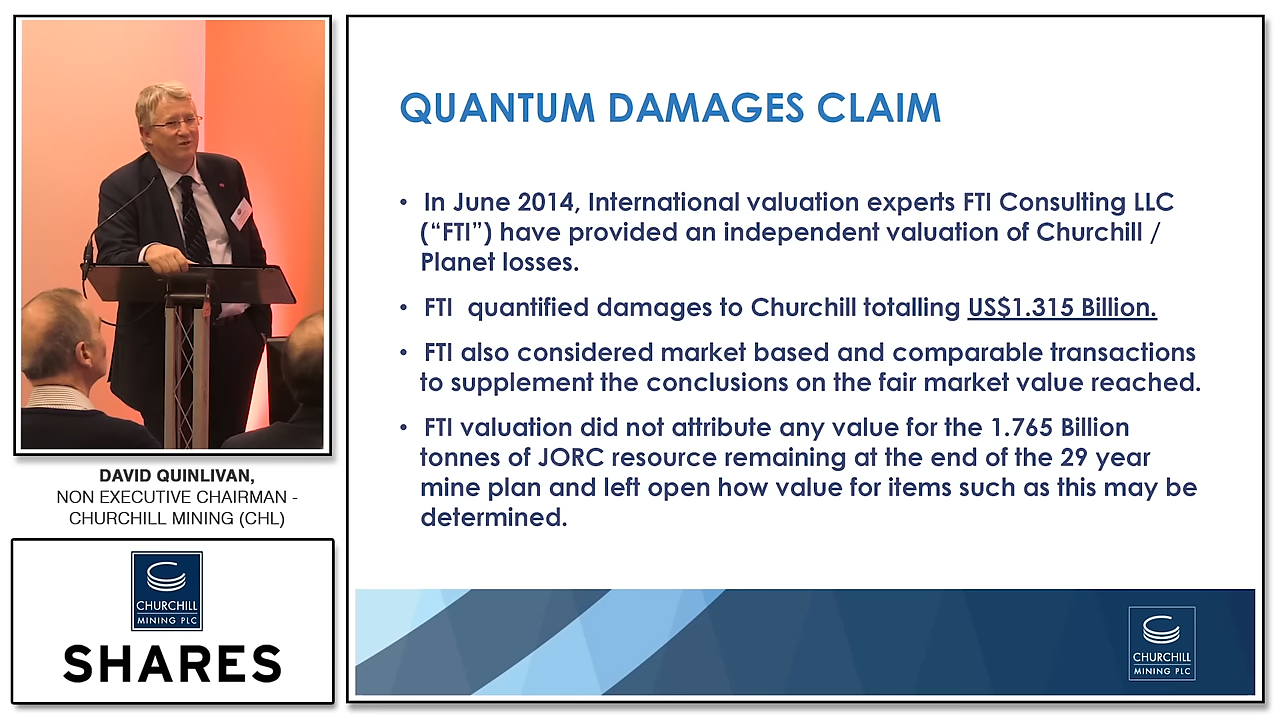 DAVID QUINLIVAN,
NON EXECUTIVE CHAIRMAN -
CHURCHILL MINING (CHL)
CHURCHILL
MINING PLC
SHARES
QUANTUM DAMAGES CLAIM
• In June 2014, International valuation experts FTI Consulting LLC
(“FTI”) have provided an independent valuation of Churchill /
Planet losses.
• FTI  quantified damages to Churchill totalling US$1.315 Billion.
• FTI also considered market based and comparable transactions
to supplement the conclusions on the fair market value reached.
• FTI valuation did not attribute any value for the 1.765 Billion
tonnes of JORC resource remaining at the end of the 29 year
mine plan and left open how value for items such as this may be
determined.
CHURCHILL
MINING PLC